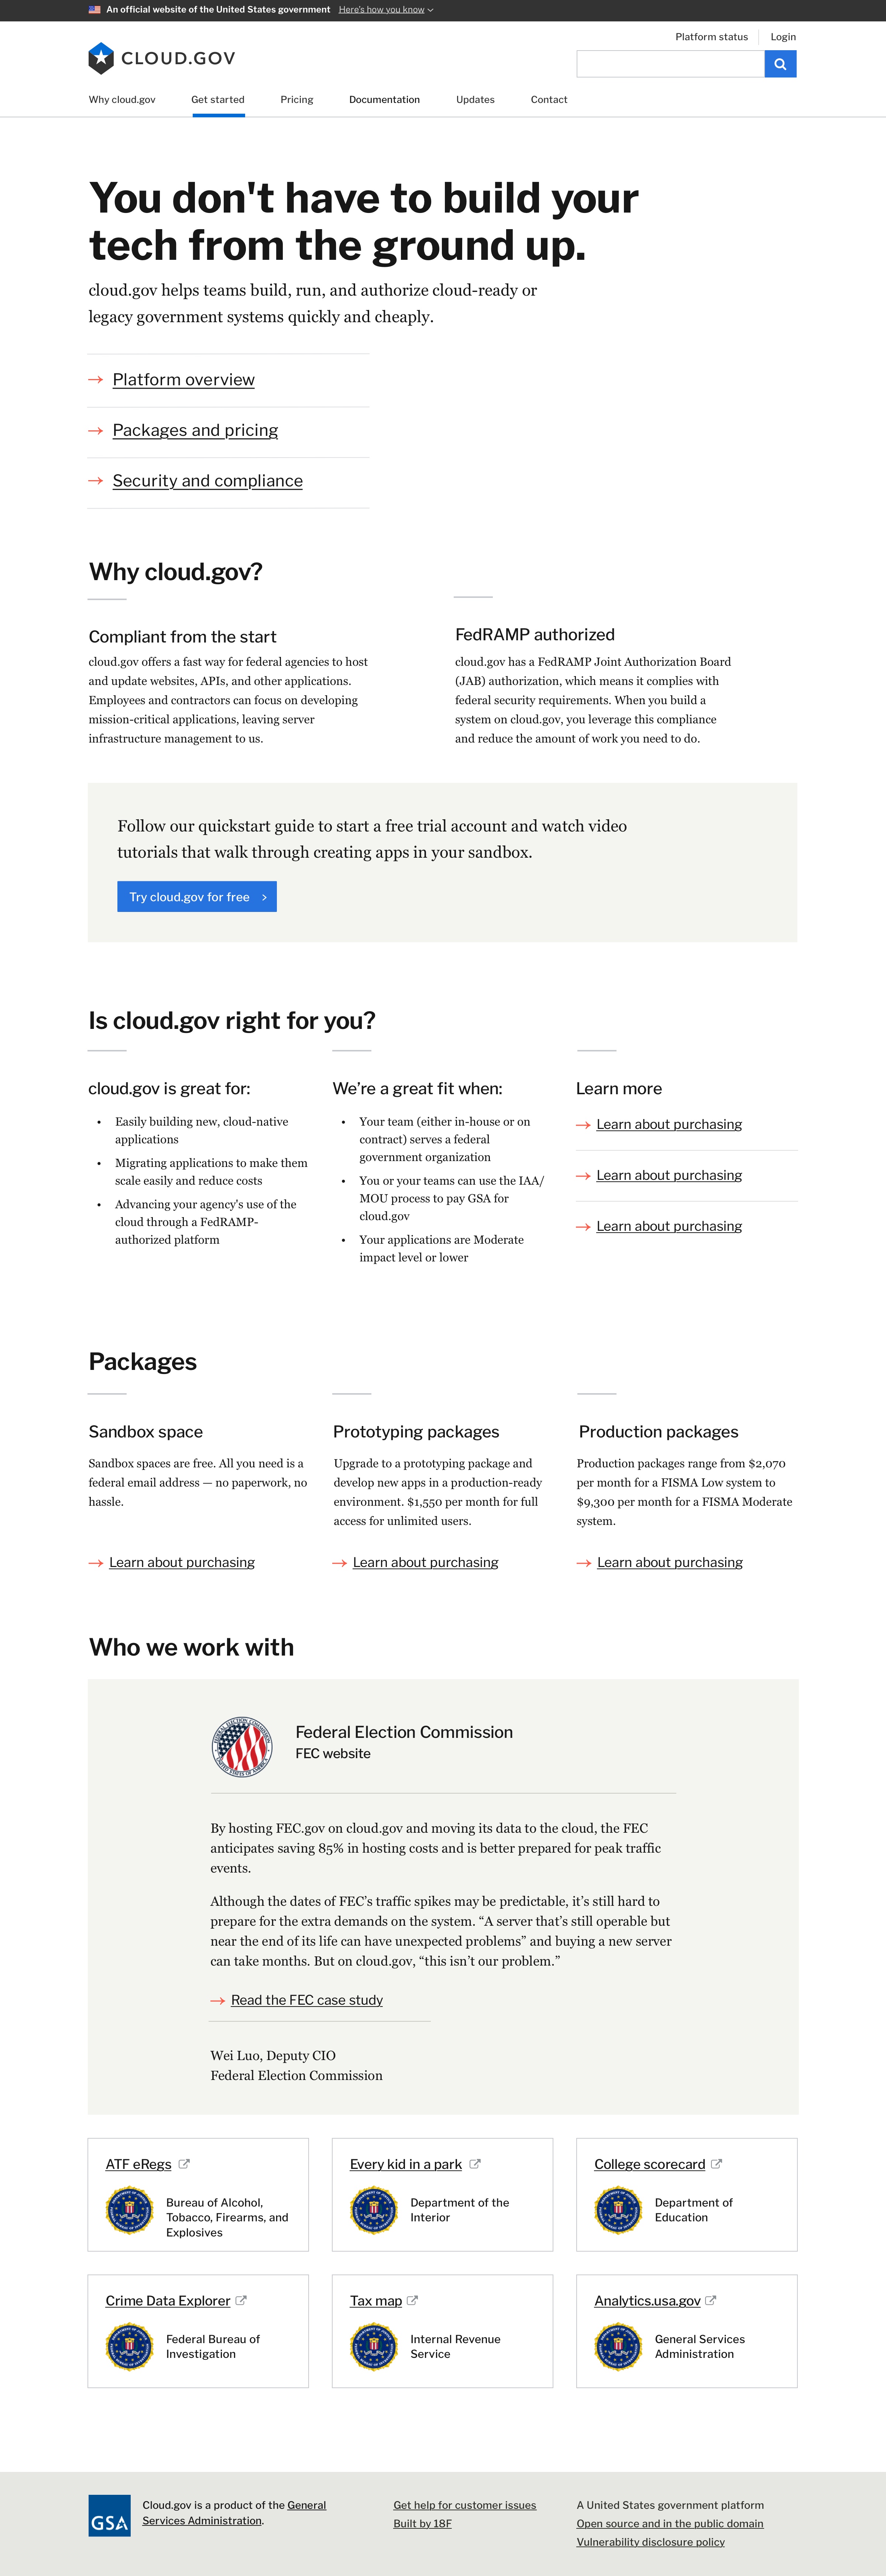 An official website of the United States government Here's how you know
Platform status Login
CLOUD.GOV
Why cloud.gov Get started Pricing Documentation Updates Contact
You don't have to build your
tech from the ground up.
cloud.gov helps teams build, run, and authorize cloud-ready or
legacy government systems quickly and cheaply.
Platform overview
Packages and pricing
Security and compliance
Why cloud.gov?
Compliant from the start
cloud.gov offers a fast way for federal agencies to host
and update websites, APIs, and other applications.
Employees and contractors can focus on developing
mission-critical applications, leaving server
infrastructure management to us.
FedRAMP authorized
cloud.gov has a FedRAMP Joint Authorization Board
(JAB) authorization, which means it complies with
federal security requirements. When you build a
system on cloud.gov, you leverage this compliance
and reduce the amount of work you need to do.
Follow our quickstart guide to start a free trial account and watch video
tutorials that walk through creating apps in your sandbox.
Try cloud.gov for free
Is cloud.gov right for you?
cloud.gov is great for:
• Easily building new, cloud-native
applications
• Migrating applications to make them
scale easily and reduce costs
• Advancing your agency's use of the
cloud through a FedRAMP-
authorized platform
We’re a great fit when:
• Your team (either in-house or on
contract) serves a federal
government organization
• You or your teams can use the IAA/
MOU process to pay GSA for
cloud.gov
• Your applications are Moderate
impact level or lower
Learn more
Learn about purchasing
Learn about purchasing
Learn about purchasing
Packages
Sandbox space
Sandbox spaces are free. All you need is a
federal email address — no paperwork, no
hassle.
Learn about purchasing
Prototyping packages
Upgrade to a prototyping package and
develop new apps in a production-ready
environment. $1,550 per month for full
access for unlimited users.
Learn about purchasing
Production packages
Production packages range from $2,070
per month for a FISMA Low system to
$9,300 per month for a FISMA Moderate
system.
Learn about purchasing
Who we work with
FEDERAL ELECTION COMMISSION
UNITED STATES OF AMERICA
Federal Election Commission
FEC website
By hosting FEC.gov on cloud.gov and moving its data to the cloud, the FEC
anticipates saving 85% in hosting costs and is better prepared for peak traffic
events.
Although the dates of FEC’s traffic spikes may be predictable, it’s still hard to
prepare for the extra demands on the system. “A server that’s still operable but
near the end of its life can have unexpected problems” and buying a new server
can take months. But on cloud.gov, “this isn’t our problem.”
Read the FEC case study
Wei Luo, Deputy CIO
Federal Election Commission
ATF eRegs
Bureau of Alcohol,
Tobacco, Firearms, and
Explosives
Every kid in a park
Department of the
Interior
College scorecard
Department of
Education
Crime Data Explorer
Federal Bureau of
Investigation
Tax map
Internal Revenue
Service
Analytics.usa.gov
General Services
Administration
GSA
Cloud.gov is a product of the General
Services Administration.
Get help for customer issues
Built by 18F
A United States government platform
Open source and in the public domain
Vulnerability disclosure policy